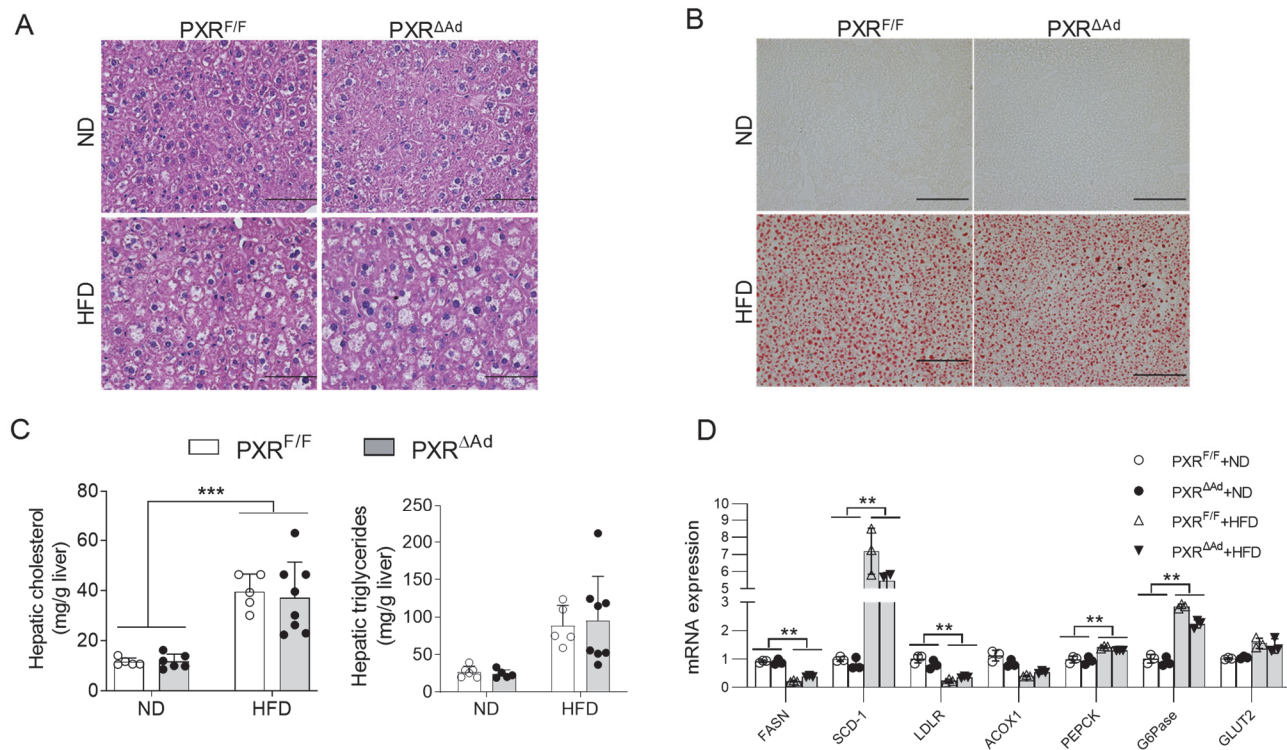 A
PXR^F/F
PXR^ΔAd
ND
HFD
B
PXR^F/F
PXR^ΔAd
ND
HFD
C
PXR^F/F
PXR^ΔAd
Hepatic cholesterol
(mg/g liver)
80
60
40
20
0
***
ND
HFD
Hepatic triglycerides
(mg/g liver)
250
200
150
100
50
0
ND
HFD
D
PXR^F/F+ND
PXR^ΔAd+ND
PXR^F/F+HFD
PXR^ΔAd+HFD
mRNA expression
10
9
8
7
6
5
3
2
1
0
**
**
**
**
**
FASN
SCD-1
LDLR
ACOX1
PEPCK
G6Pase
GLUT2